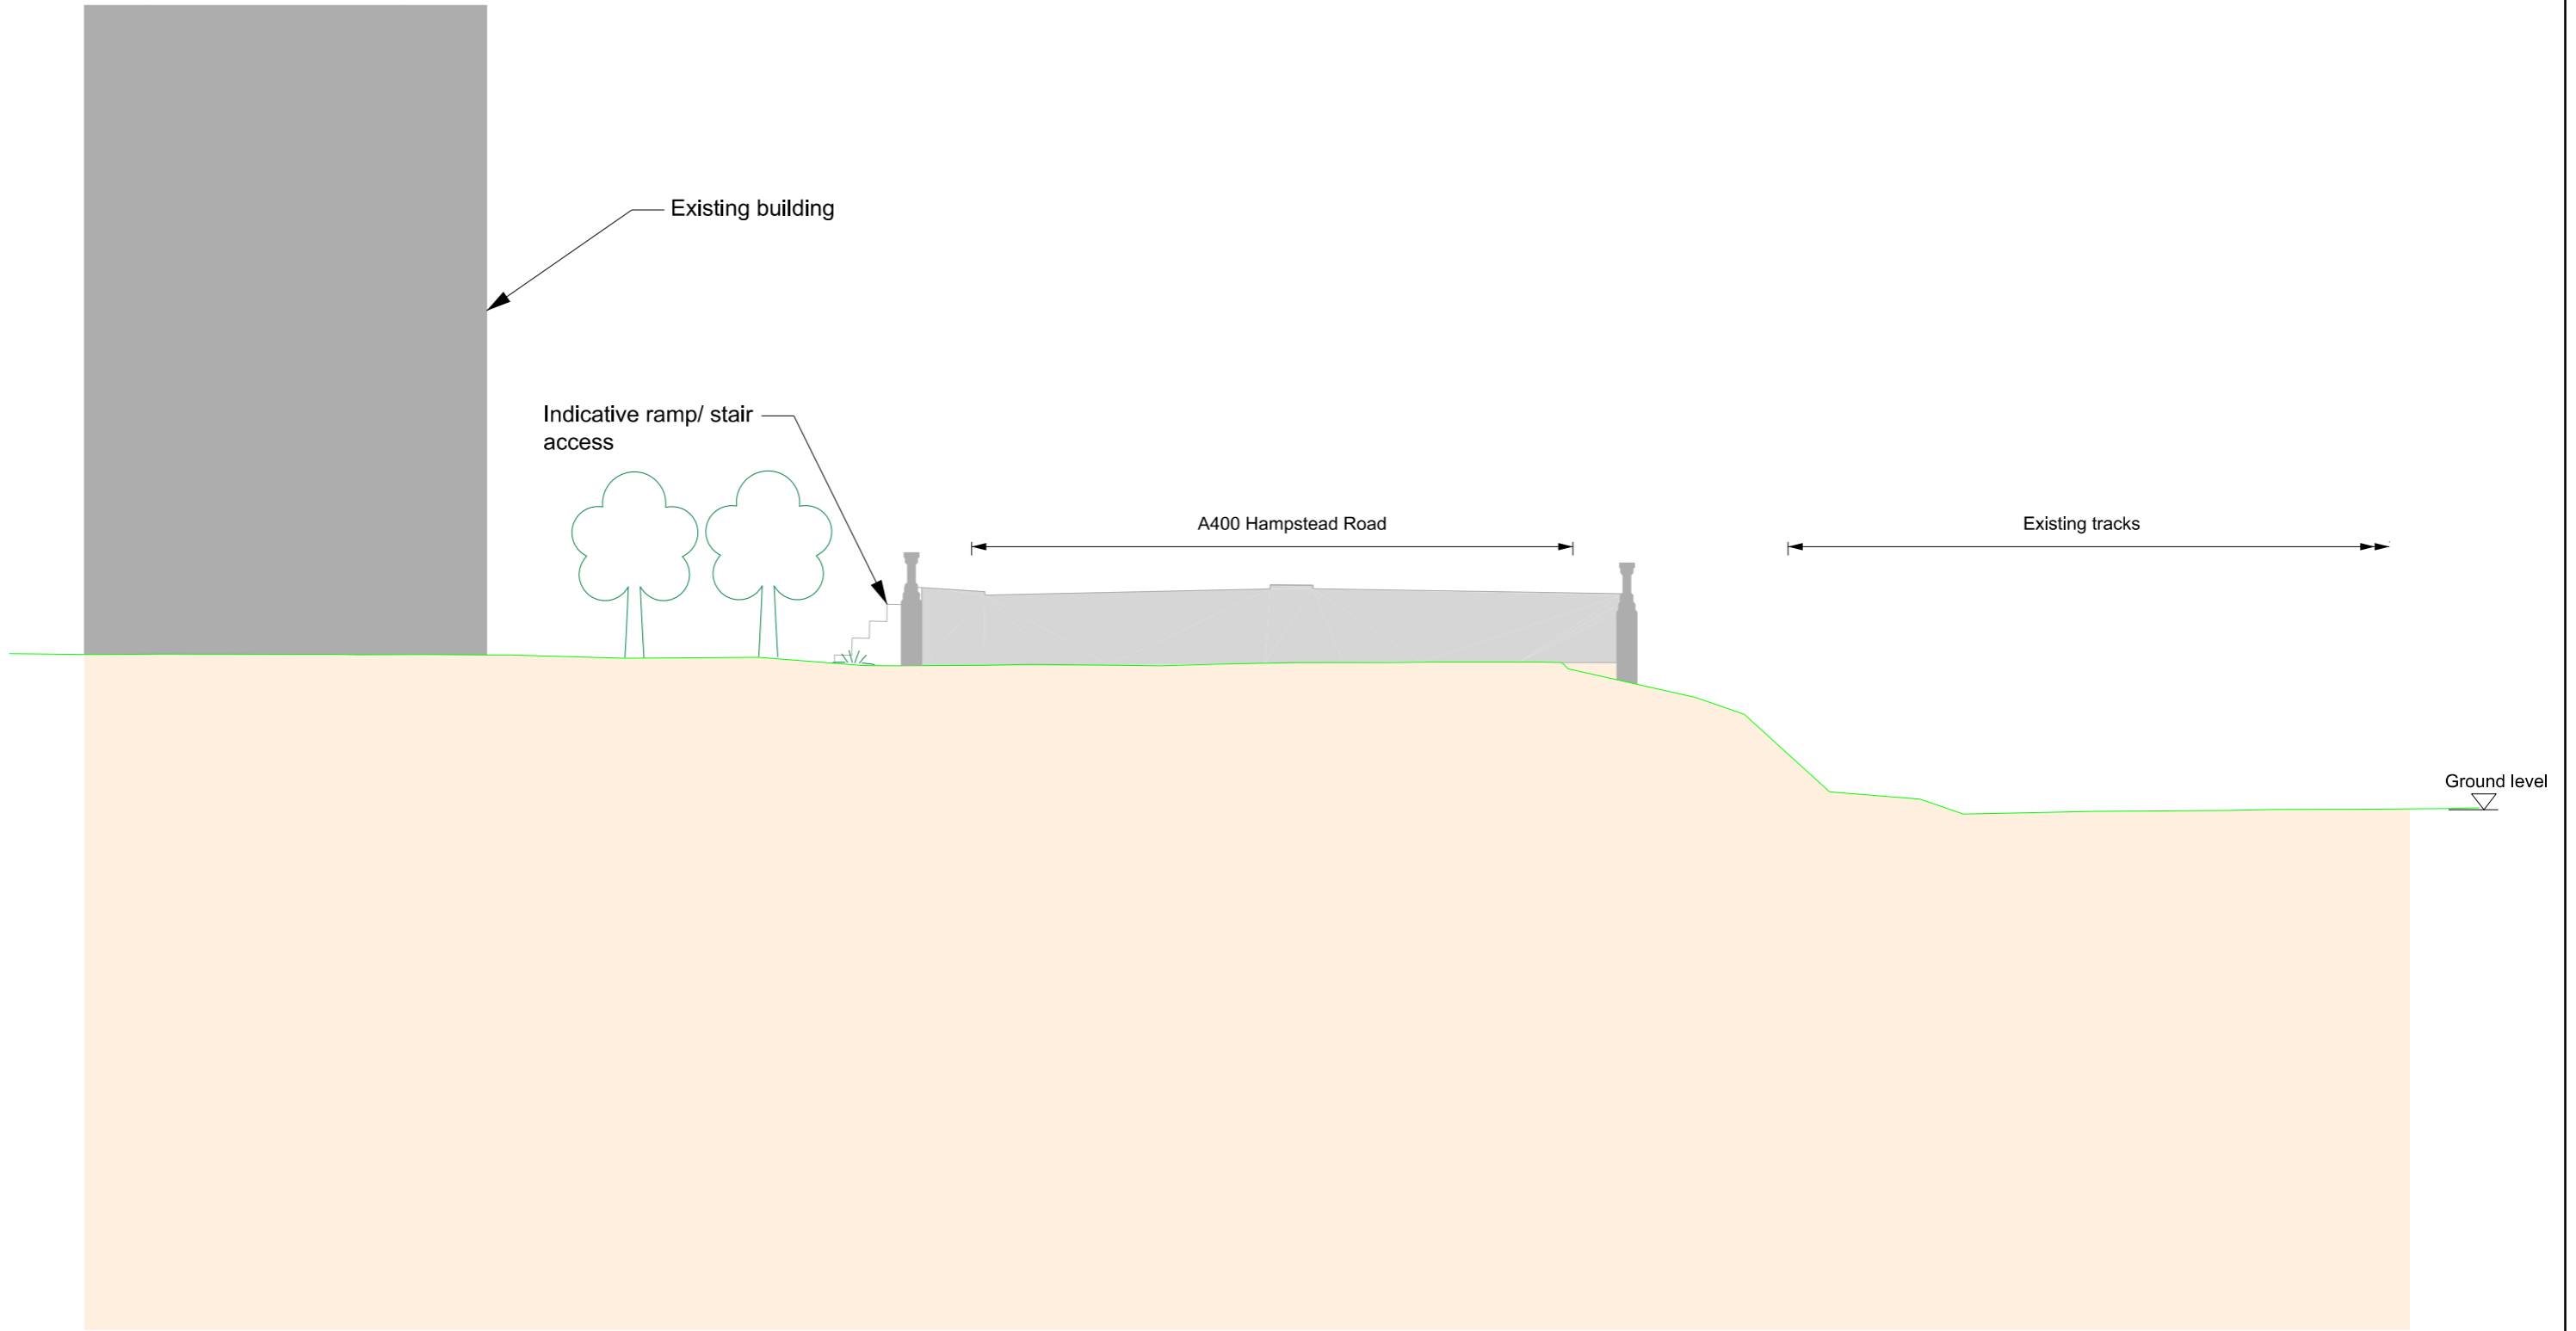 Existing building
Indicative ramp/ stair
access
A400 Hampstead Road
Existing tracks
Ground level